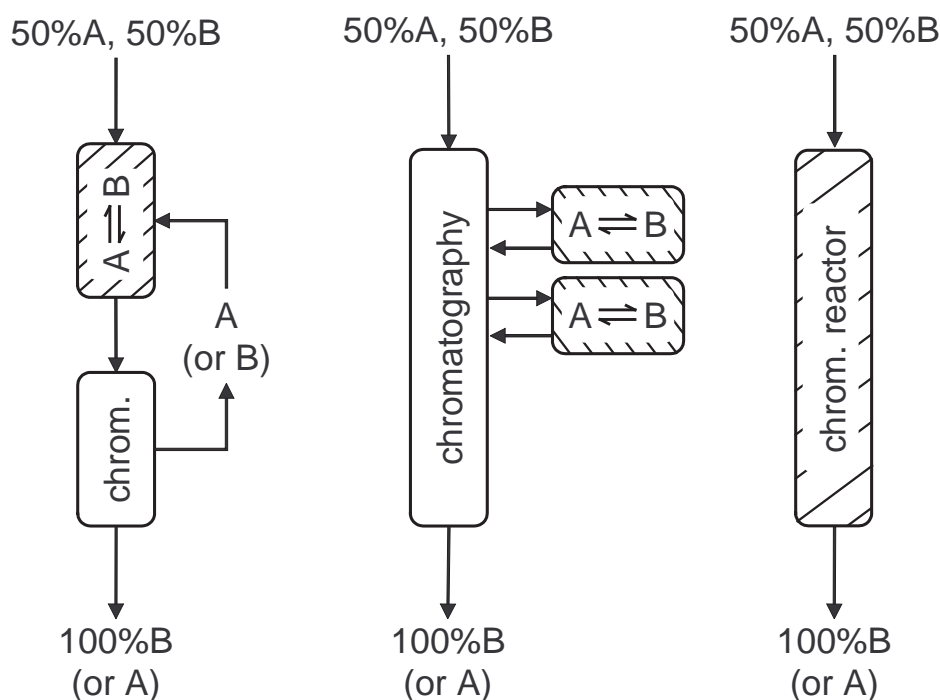 50%A, 50%B
A ⇌ B
A
(or B)
chrom.
100%B
(or A)
50%A, 50%B
chromatography
A ⇌ B
A ⇌ B
100%B
(or A)
50%A, 50%B
chrom. reactor
100%B
(or A)